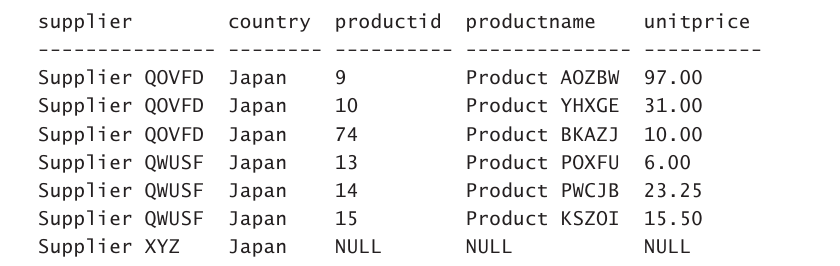 supplier        country  productid  productname    unitprice
--------------- -------- ---------- -------------- ----------
Supplier QOVFD  Japan    9          Product AOZBW  97.00
Supplier QOVFD  Japan    10         Product YHXGE  31.00
Supplier QOVFD  Japan    74         Product BKAZJ  10.00
Supplier QWUSF  Japan    13         Product POXFU  6.00
Supplier QWUSF  Japan    14         Product PWCJB  23.25
Supplier QWUSF  Japan    15         Product KSZOI  15.50
Supplier XYZ    Japan    NULL       NULL           NULL